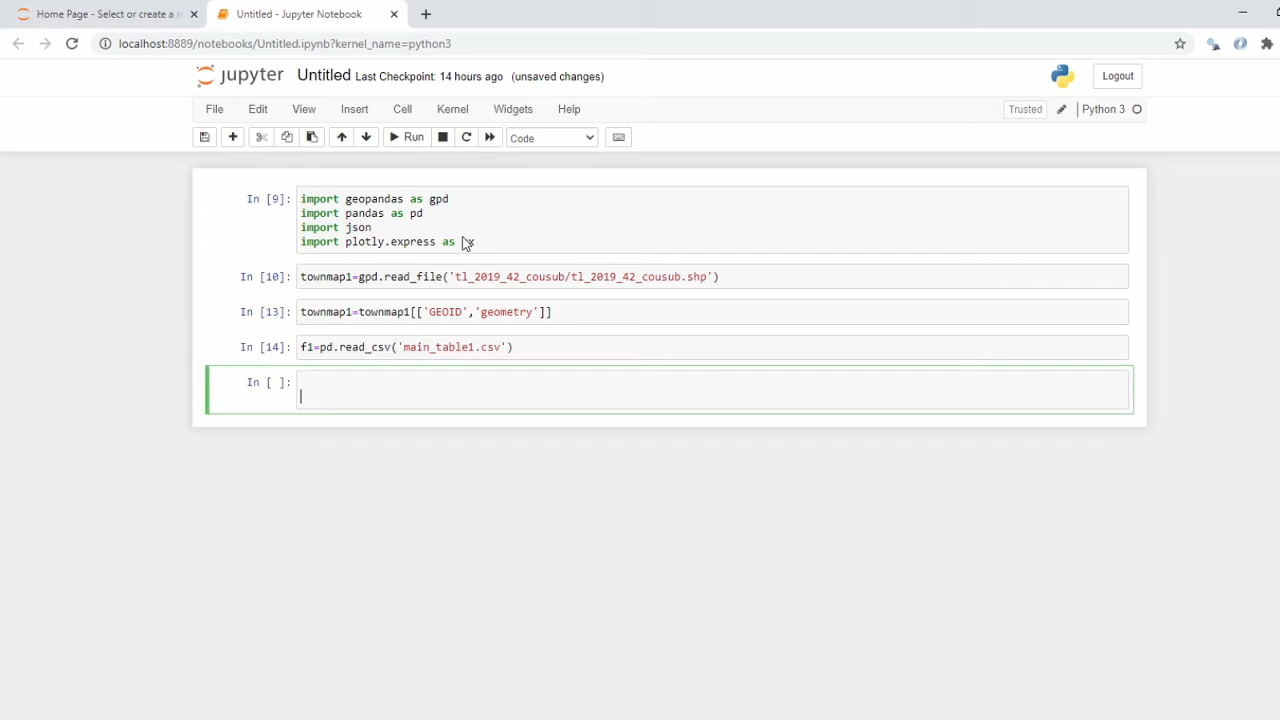 Home Page - Select or create a n
Untitled - Jupyter Notebook
localhost:8889/notebooks/Untitled.ipynb?kernel_name=python3
jupyter Untitled Last Checkpoint: 14 hours ago (unsaved changes)
Logout
File Edit View Insert Cell Kernel Widgets Help
Trusted Python 3
Run Code
In [9]: import geopandas as gpd
import pandas as pd
import json
import plotly.express as
In [10]: townmap1=gpd.read_file('tl_2019_42_cousub/tl_2019_42_cousub.shp')
In [13]: townmap1=townmap1[['GEOID','geometry']]
In [14]: f1=pd.read_csv('main_table1.csv')
In [ ]: